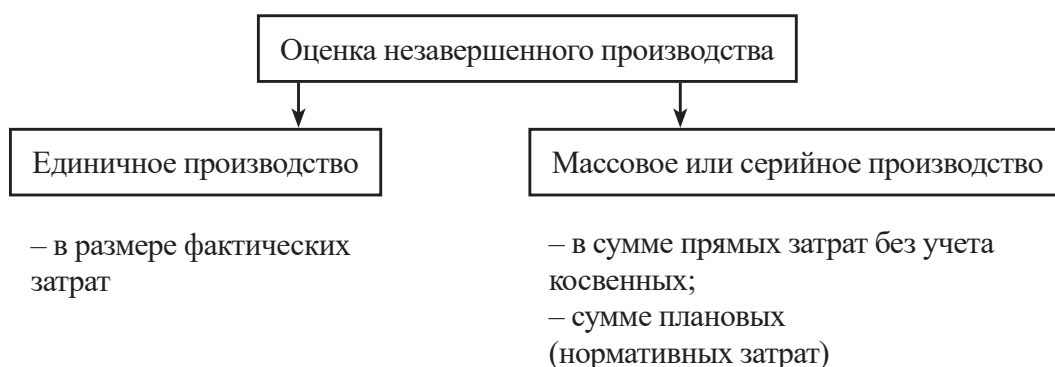 Оценка незавершенного производства
Единичное производство
Массовое или серийное производство
– в размере фактических
затрат
– в сумме прямых затрат без учета
косвенных;
– сумме плановых
(нормативных затрат)